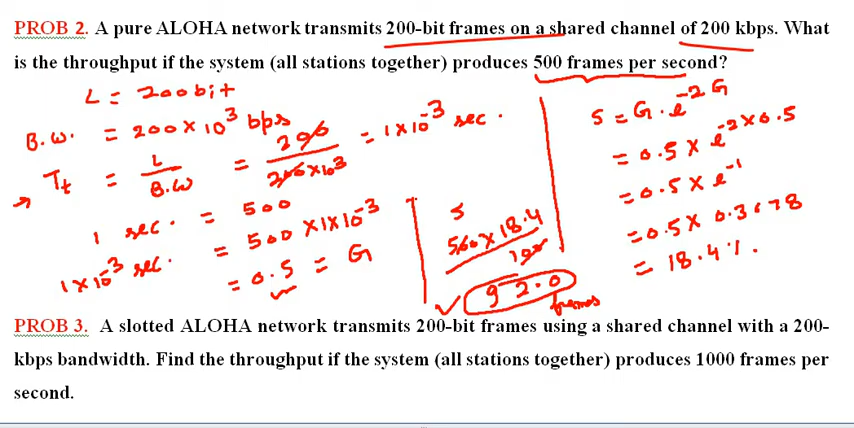 PROB 2. A pure ALOHA network transmits 200-bit frames on a shared channel of 200 kbps. What
is the throughput if the system (all stations together) produces 500 frames per second?
L = 200bit
B.W. = 200 × 10³ bps
Tt = L / B.W = 200 / 200×10³ = 1×10⁻³ sec.
1 sec. = 500
1×10⁻³ sec. = 500 ×1×10⁻³
= 0.5 = G
5
500 × 18.4 / 100
92.0 frames
S = G·e⁻²ᴳ
= 0.5 × e^-2×0.5
= 0.5 × e⁻¹
= 0.5 × 0.3678
= 18.4 %.
PROB 3. A slotted ALOHA network transmits 200-bit frames using a shared channel with a 200-
kbps bandwidth. Find the throughput if the system (all stations together) produces 1000 frames per
second.